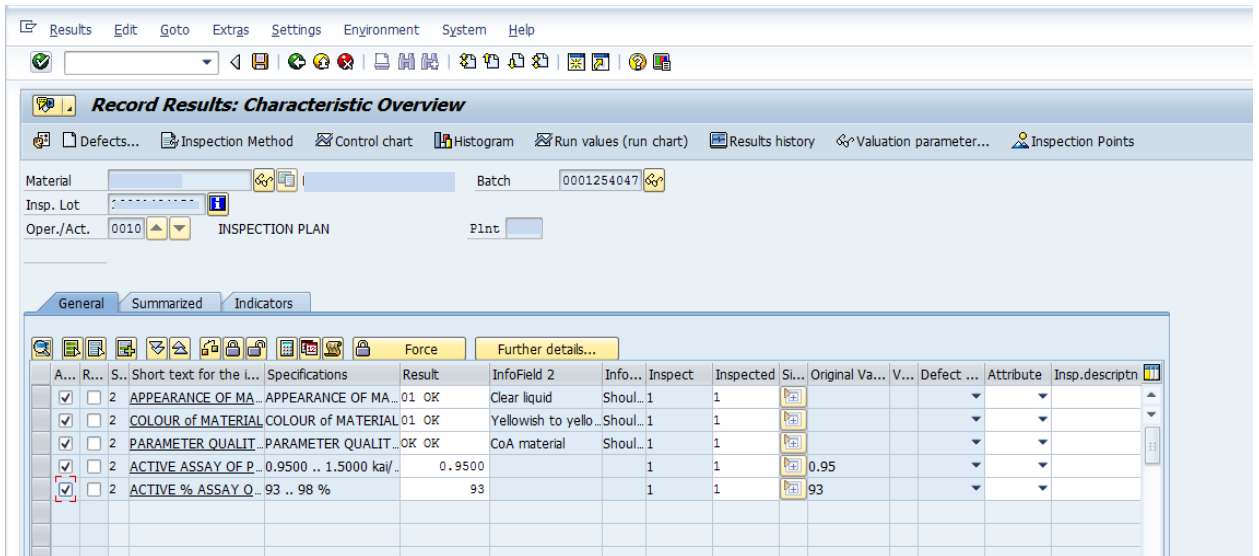 Results Edit Goto Extras Settings Environment System Help
Record Results: Characteristic Overview
Defects... Inspection Method Control chart Histogram Run values (run chart) Results history Valuation parameter... Inspection Points
Material Batch 0001254047
Insp. Lot
Oper./Act. 0010 INSPECTION PLAN Plnt
General Summarized Indicators
Force Further details...
A... R... S.. Short text for the i... Specifications Result InfoField 2 Info... Inspect Inspected Si... Original Va... V... Defect ... Attribute Insp.descriptn
2 APPEARANCE OF MA... APPEARANCE OF MA... 01 OK Clear liquid Shoul... 1 1
2 COLOUR of MATERIAL COLOUR of MATERIAL 01 OK Yellowish to yello... Shoul... 1 1
2 PARAMETER QUALIT... PARAMETER QUALIT... OK OK CoA material Shoul... 1 1
2 ACTIVE ASSAY OF P... 0.9500 .. 1.5000 kai/... 0.9500 1 1 0.95
2 ACTIVE % ASSAY O... 93 .. 98 % 93 1 1 93